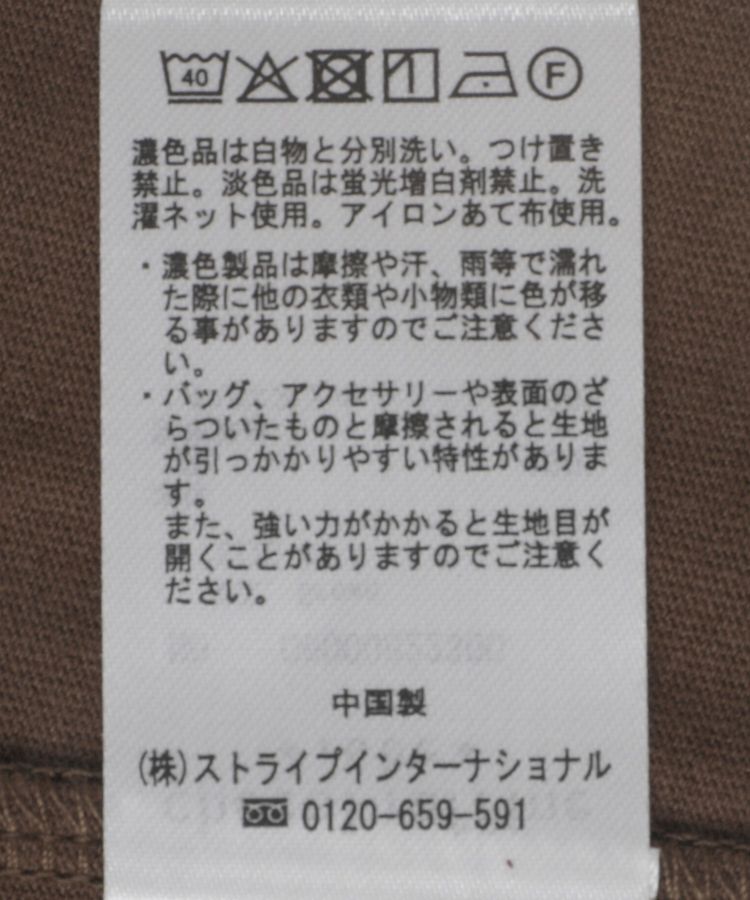 40 F
濃色品は白物と分別洗い。つけ置き
禁止。淡色品は蛍光増白剤禁止。洗
濯ネット使用。アイロンあて布使用。
・濃色製品は摩擦や汗、雨等で濡れ
た際に他の衣類や小物類に色が移
る事がありますのでご注意くださ
い。
・バッグ、アクセサリーや表面のざ
らついたものと摩擦されると生地
が引っかかりやすい特性がありま
す。
また、強い力がかかると生地目が
開くことがありますのでご注意く
ださい。
中国製
(株)ストライプインターナショナル
0120-659-591